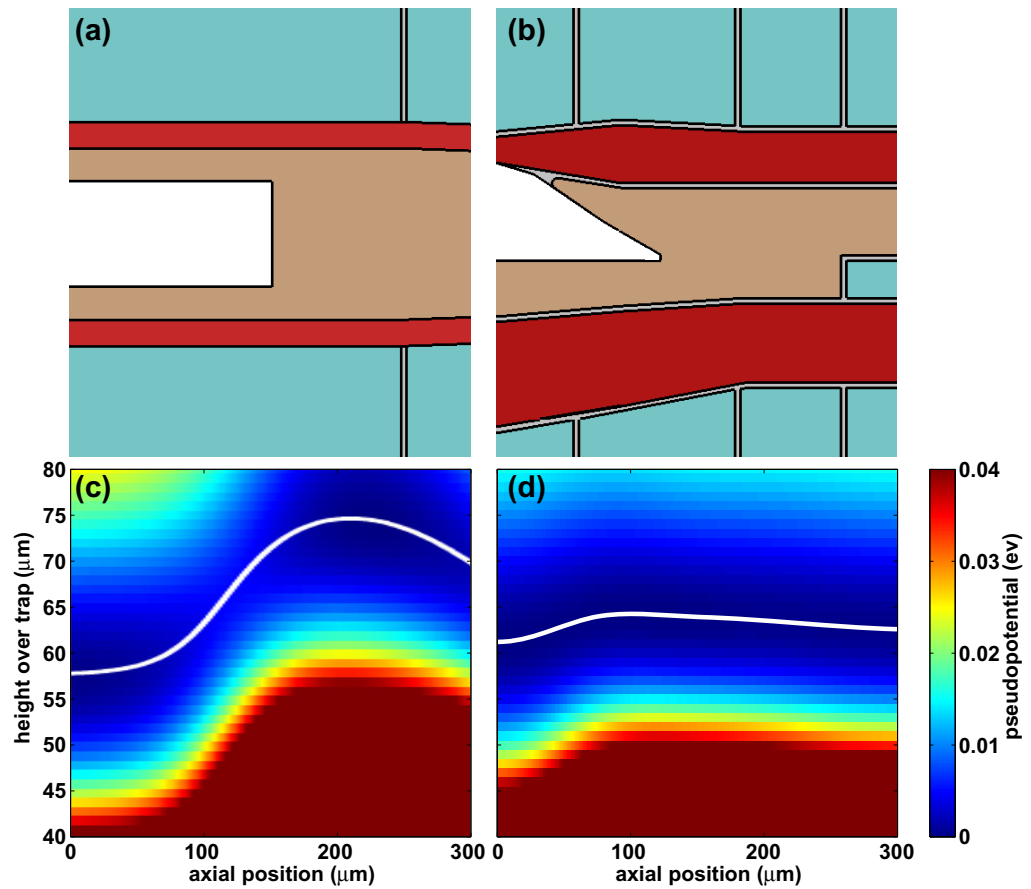 (a)
(b)
(c)
(d)
80
75
70
65
60
55
50
45
40
height over trap (μm)
0
100
200
300
axial position (μm)
0
100
200
300
axial position (μm)
0.04
0.03
0.02
0.01
0
pseudopotential (ev)